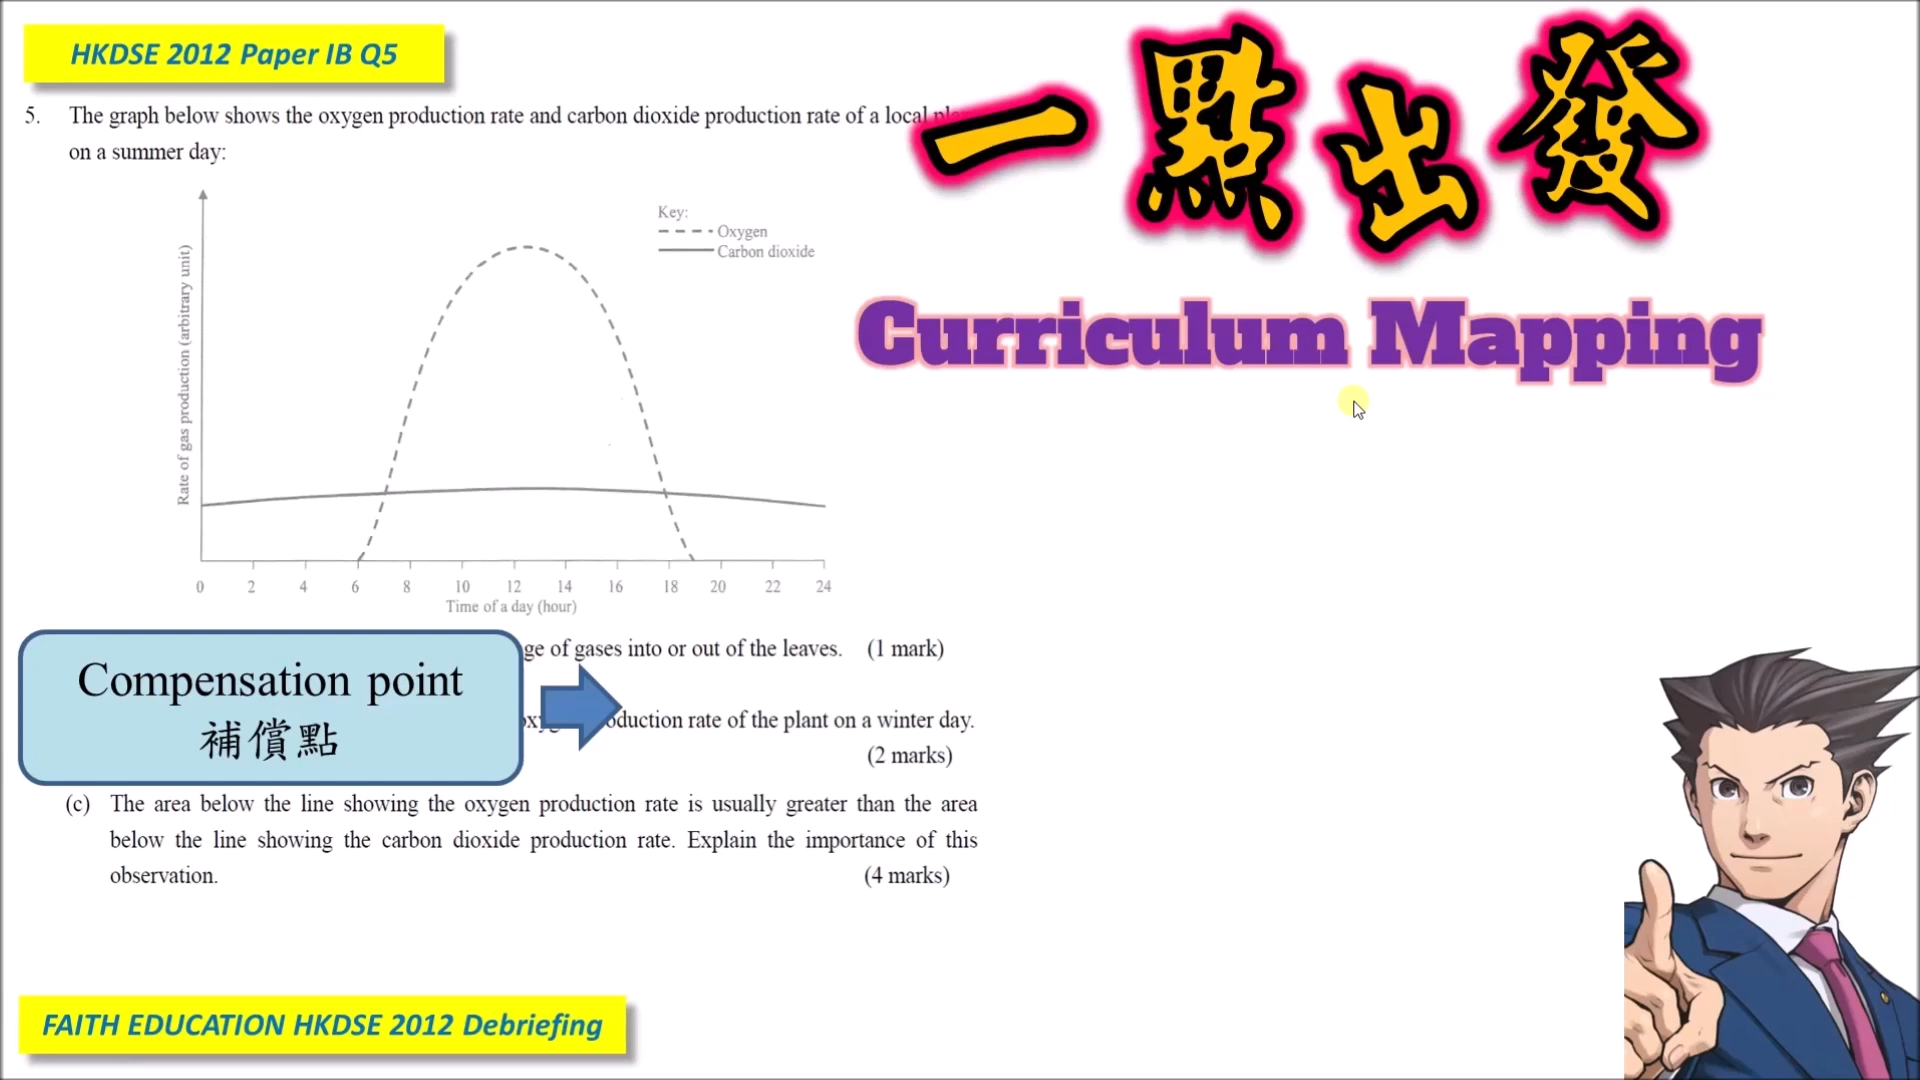 HKDSE 2012 Paper IB Q5
一點出發
5. The graph below shows the oxygen production rate and carbon dioxide production rate of a local
on a summer day:
Key:
Oxygen
Carbon dioxide
Curriculum Mapping
Rate of gas production (arbitrary unit)
0 2 4 6 8 10 12 14 16 18 20 22 24
Time of a day (hour)
of gases into or out of the leaves. (1 mark)
Compensation point
補償點
rate of the plant on a winter day.
(2 marks)
(c) The area below the line showing the oxygen production rate is usually greater than the area
below the line showing the carbon dioxide production rate. Explain the importance of this
observation. (4 marks)
FAITH EDUCATION HKDSE 2012 Debriefing